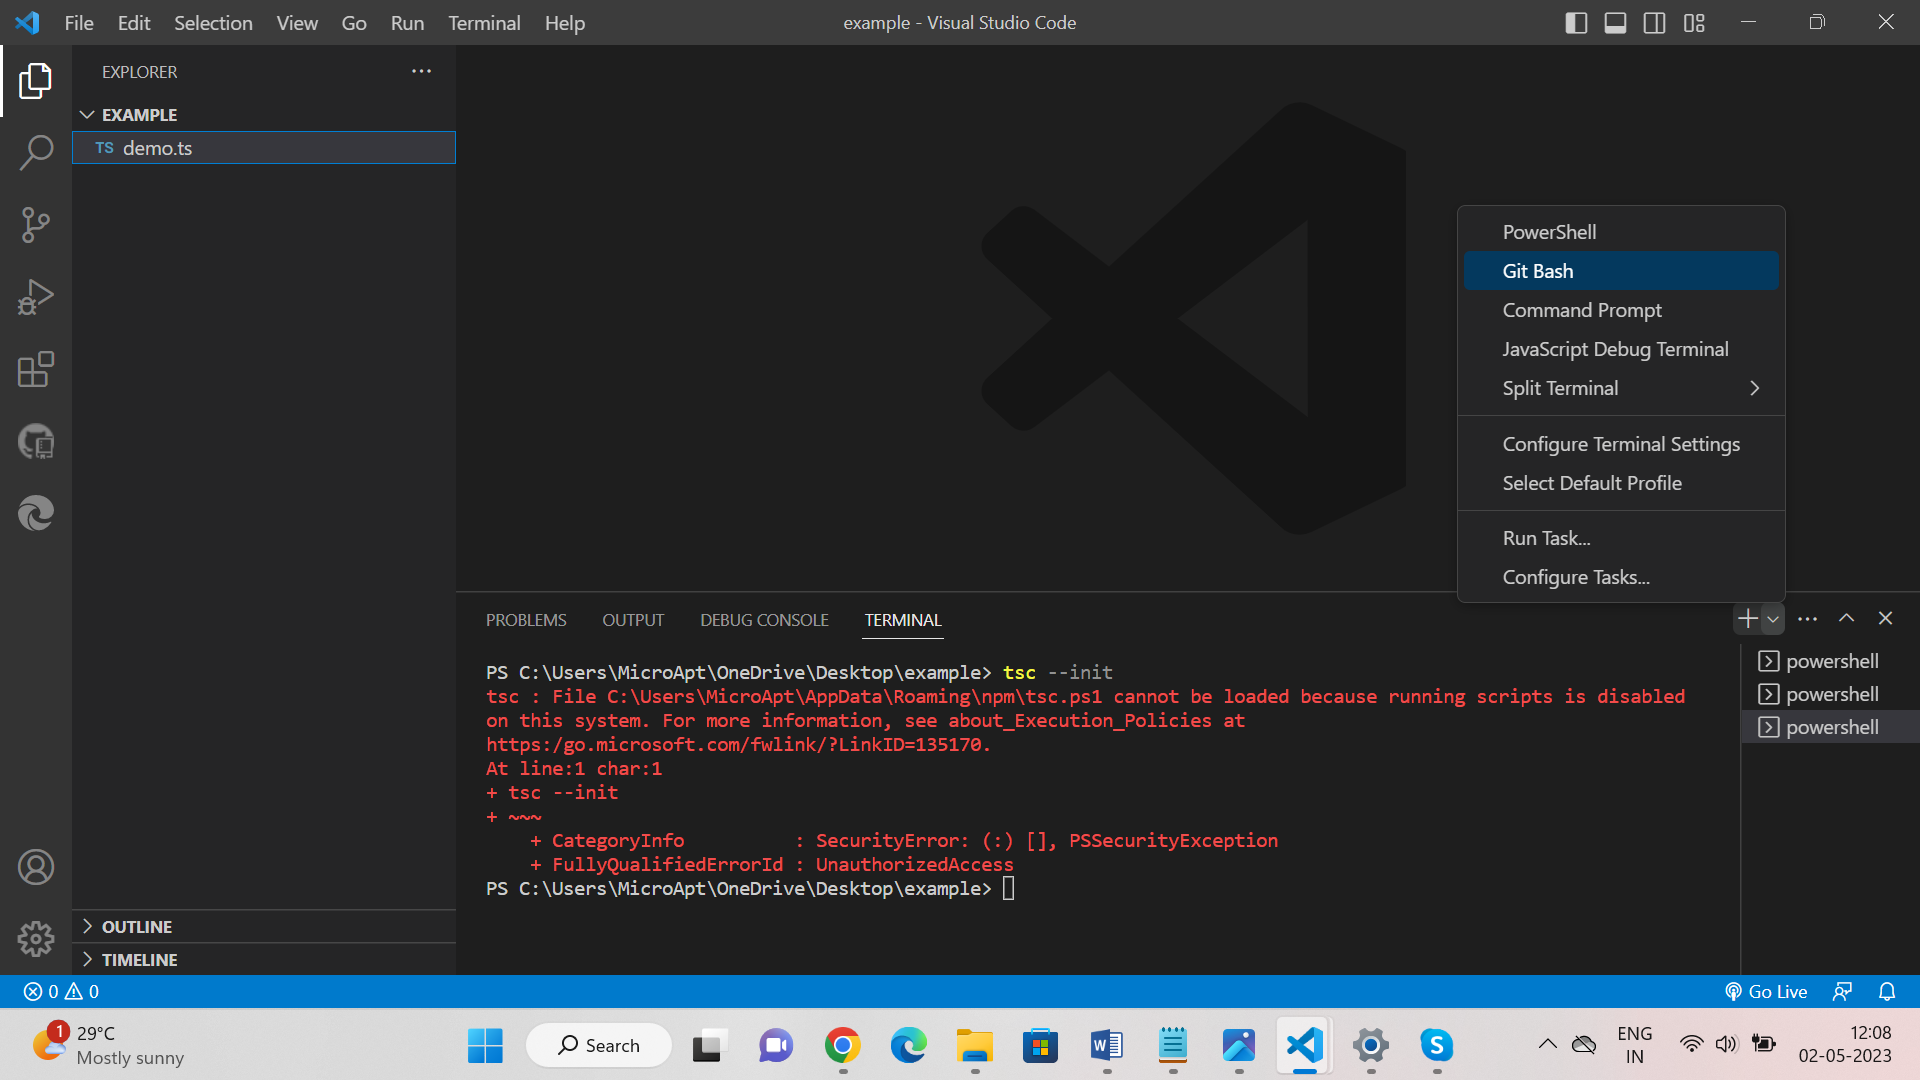 File Edit Selection View Go Run Terminal Help
example - Visual Studio Code
EXPLORER
EXAMPLE
TS demo.ts
OUTLINE
TIMELINE
PowerShell
Git Bash
Command Prompt
JavaScript Debug Terminal
Split Terminal
Configure Terminal Settings
Select Default Profile
Run Task...
Configure Tasks...
PROBLEMS OUTPUT DEBUG CONSOLE TERMINAL
PS C:\Users\MicroApt\OneDrive\Desktop\example> tsc --init
tsc : File C:\Users\MicroApt\AppData\Roaming\npm\tsc.ps1 cannot be loaded because running scripts is disabled
on this system. For more information, see about_Execution_Policies at
https:/go.microsoft.com/fwlink/?LinkID=135170.
At line:1 char:1
+ tsc --init
+ ~~~
+ CategoryInfo : SecurityError: (:) [], PSSecurityException
+ FullyQualifiedErrorId : UnauthorizedAccess
PS C:\Users\MicroApt\OneDrive\Desktop\example>
powershell
powershell
powershell
0 0
Go Live
1
29°C
Mostly sunny
Search
W
S
ENG
IN
12:08
02-05-2023